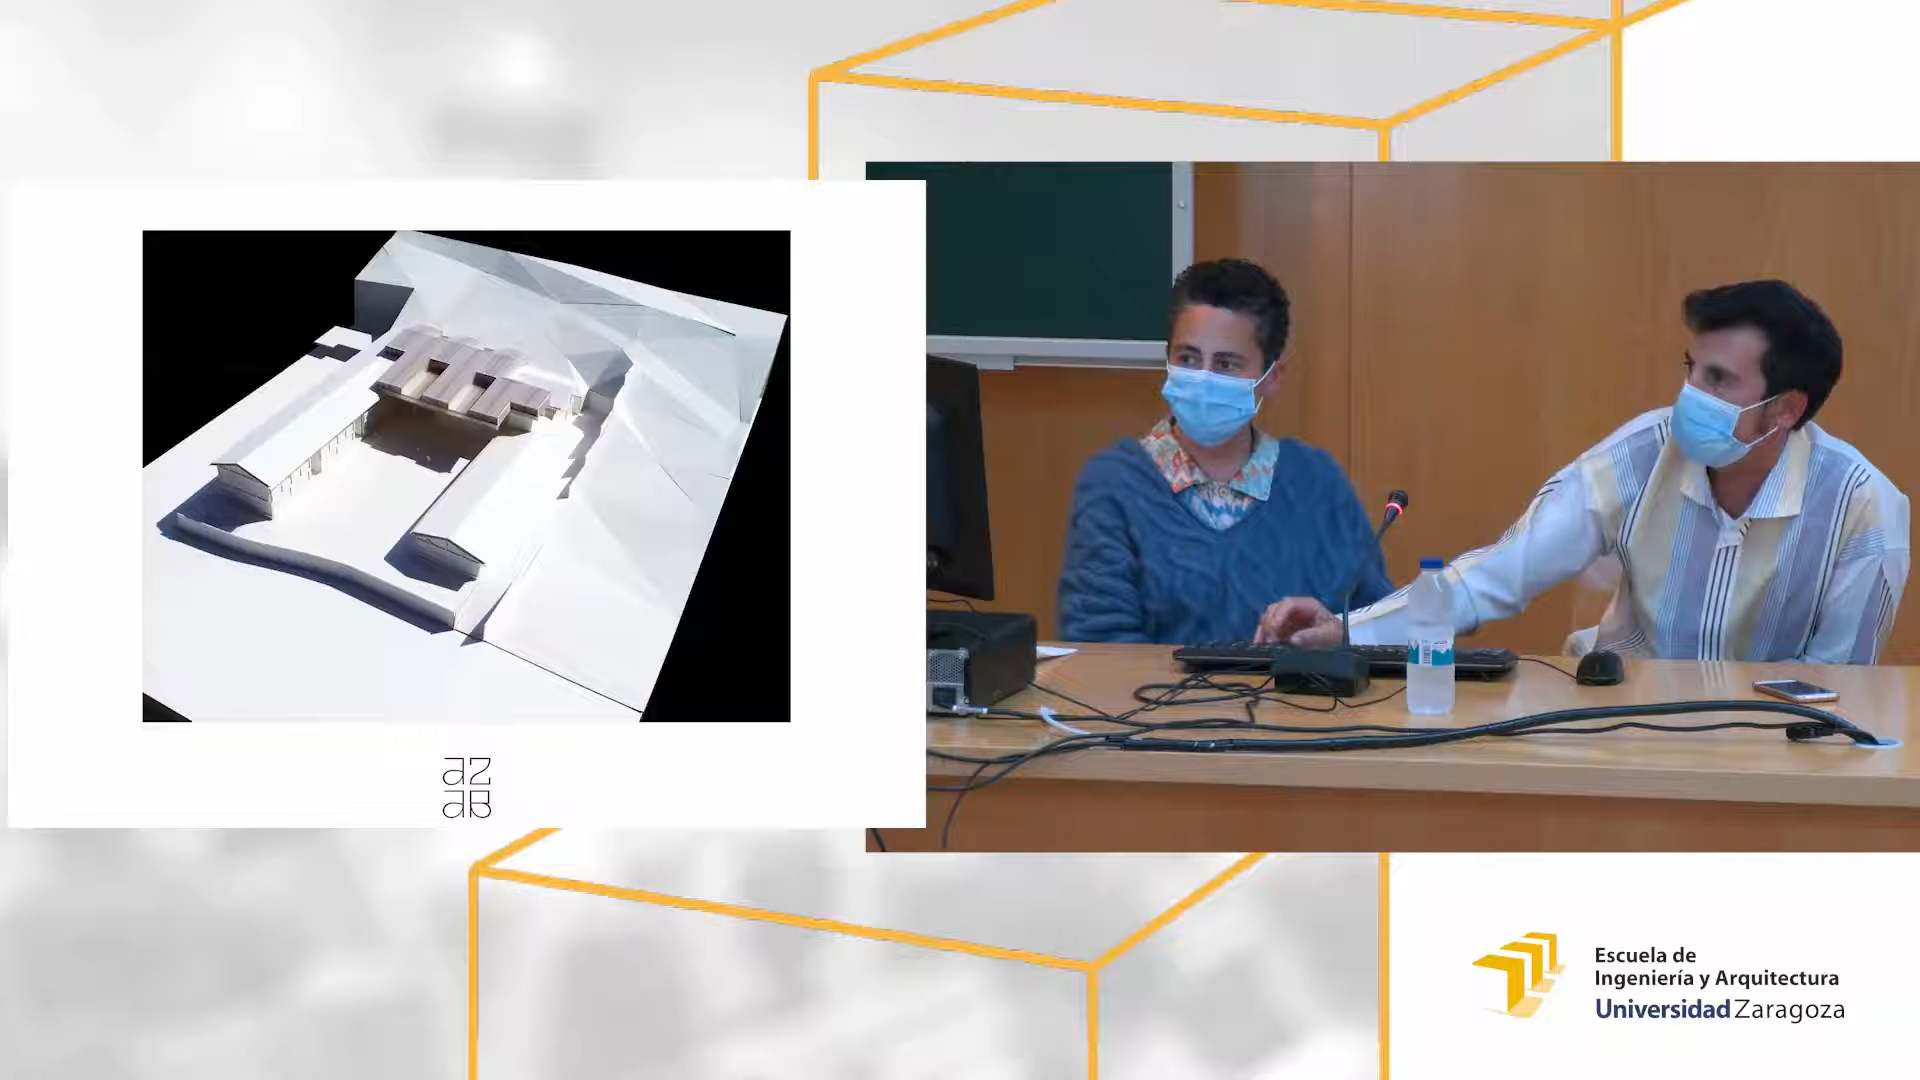 az
ab
Escuela de
Ingeniería y Arquitectura
Universidad Zaragoza